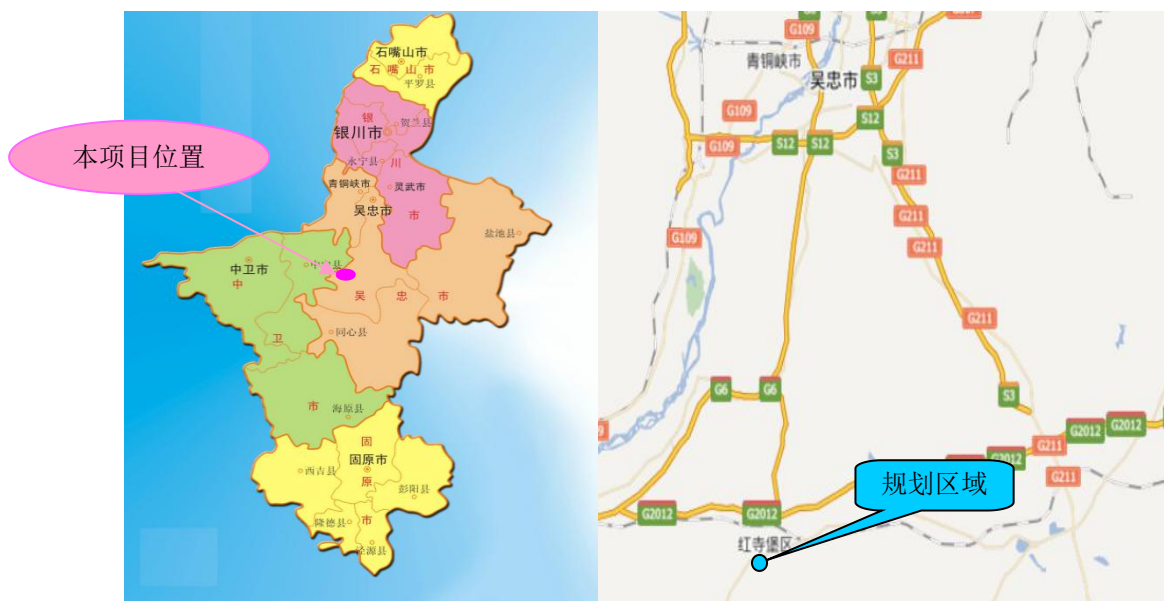 石嘴山市
石嘴山市
平罗县
银
贺兰县
银川市
本项目位置
永宁县
川
青铜峡市
灵武市
吴忠市
市
盐池县
中卫市
中
吴
忠
市
同心县
卫
市
海原县
固
固原市
西吉县
原
彭阳县
隆德县
市
泾源县
G109
G211
青铜峡市
吴忠市
S3
G211
G109
S12
G109
S12
S12
S3
G211
G211
G109
G211
G211
G6
G6
S3
G2012
G2012
G211
G2012
G211
规划区域
G2012
G2012
红寺堡区